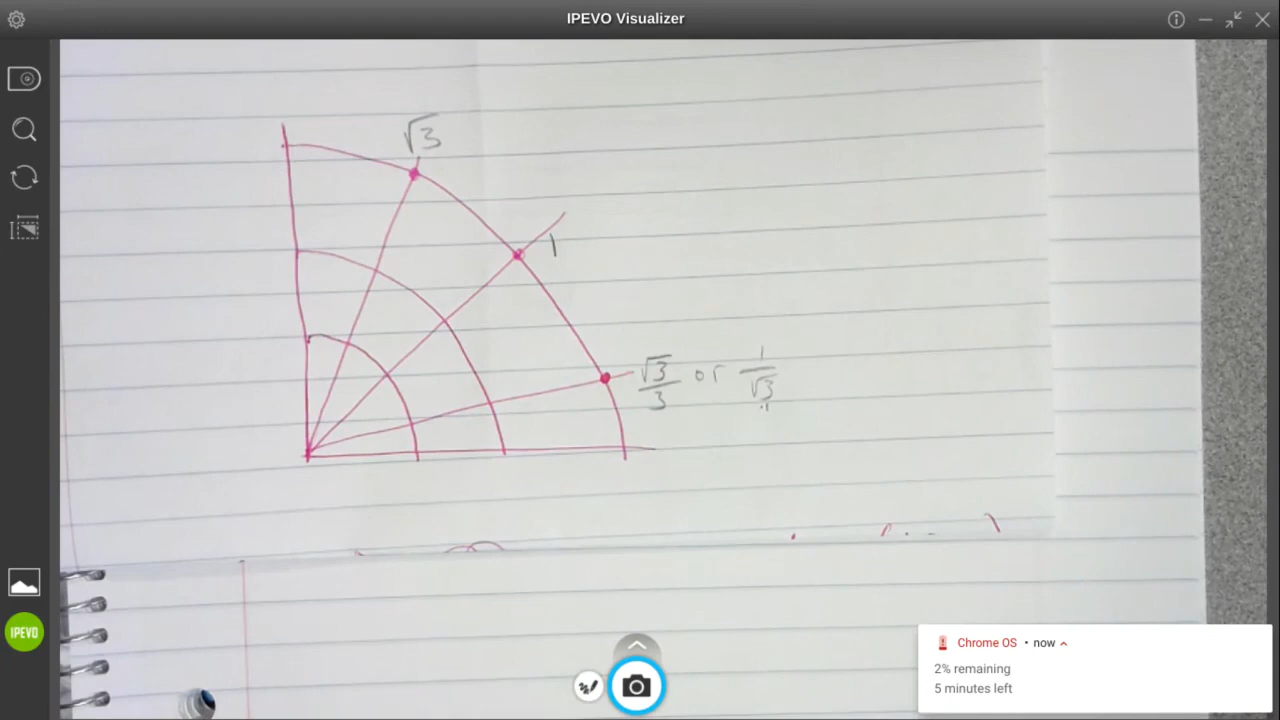 IPEVO Visualizer
√3
1
√3/3 or 1/√3
IPEVO
Chrome OS • now
2% remaining
5 minutes left